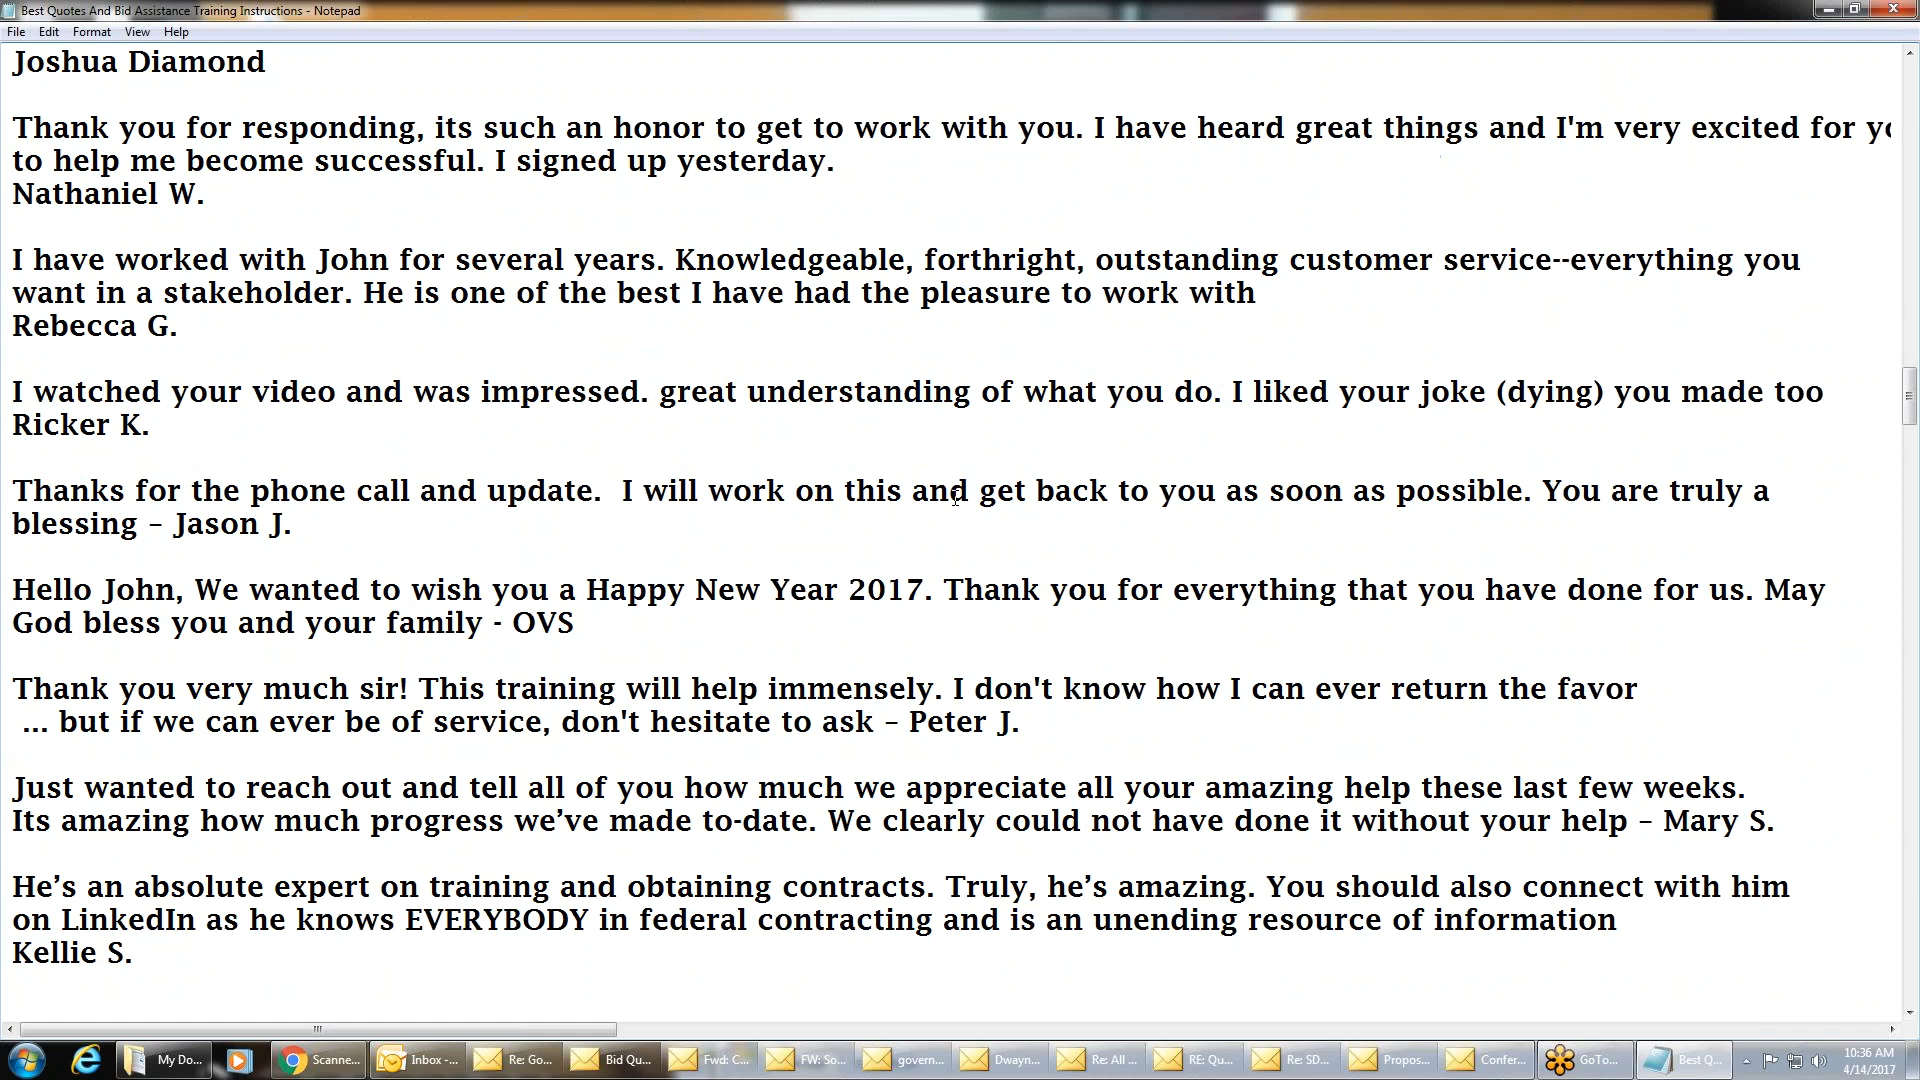 Best Quotes And Bid Assistance Training Instructions - Notepad
File Edit Format View Help
Joshua Diamond
Thank you for responding, its such an honor to get to work with you. I have heard great things and I'm very excited for yo
to help me become successful. I signed up yesterday.
Nathaniel W.
I have worked with John for several years. Knowledgeable, forthright, outstanding customer service--everything you
want in a stakeholder. He is one of the best I have had the pleasure to work with
Rebecca G.
I watched your video and was impressed. great understanding of what you do. I liked your joke (dying) you made too
Ricker K.
Thanks for the phone call and update.  I will work on this and get back to you as soon as possible. You are truly a
blessing – Jason J.
Hello John, We wanted to wish you a Happy New Year 2017. Thank you for everything that you have done for us. May
God bless you and your family - OVS
Thank you very much sir! This training will help immensely. I don't know how I can ever return the favor
... but if we can ever be of service, don't hesitate to ask – Peter J.
Just wanted to reach out and tell all of you how much we appreciate all your amazing help these last few weeks.
Its amazing how much progress we’ve made to-date. We clearly could not have done it without your help – Mary S.
He’s an absolute expert on training and obtaining contracts. Truly, he’s amazing. You should also connect with him
on LinkedIn as he knows EVERYBODY in federal contracting and is an unending resource of information
Kellie S.
My Do... Scanne... Inbox -... Re: Go... Bid Qu... Fwd: C... FW: So... govern... Dwayn... Re: All ... RE: Qu... Re: SD... Propos... Confer... GoTo... Best Q... 10:36 AM
4/14/2017